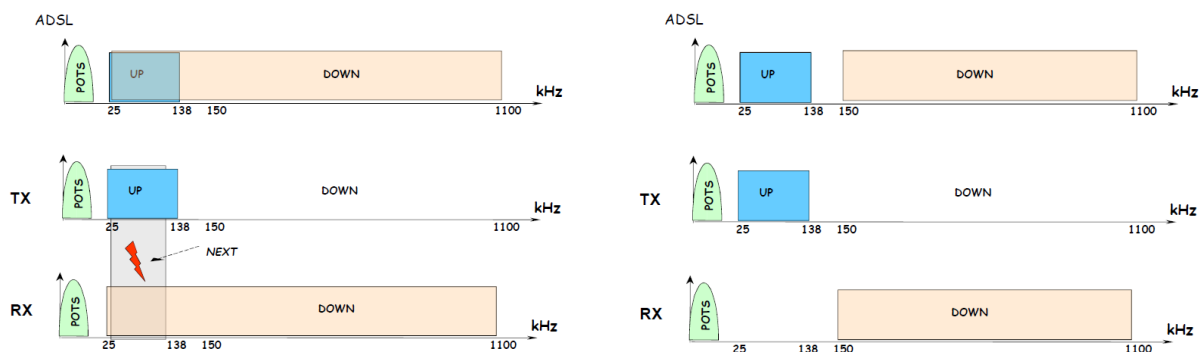 ADSL
POTS
UP
DOWN
kHz
25 138 150 1100
TX
POTS
UP
DOWN
kHz
25 138 150 1100
NEXT
RX
POTS
DOWN
kHz
25 138 150 1100
ADSL
POTS
UP
DOWN
kHz
25 138 150 1100
TX
POTS
UP
DOWN
kHz
25 138 150 1100
RX
POTS
DOWN
kHz
25 138 150 1100